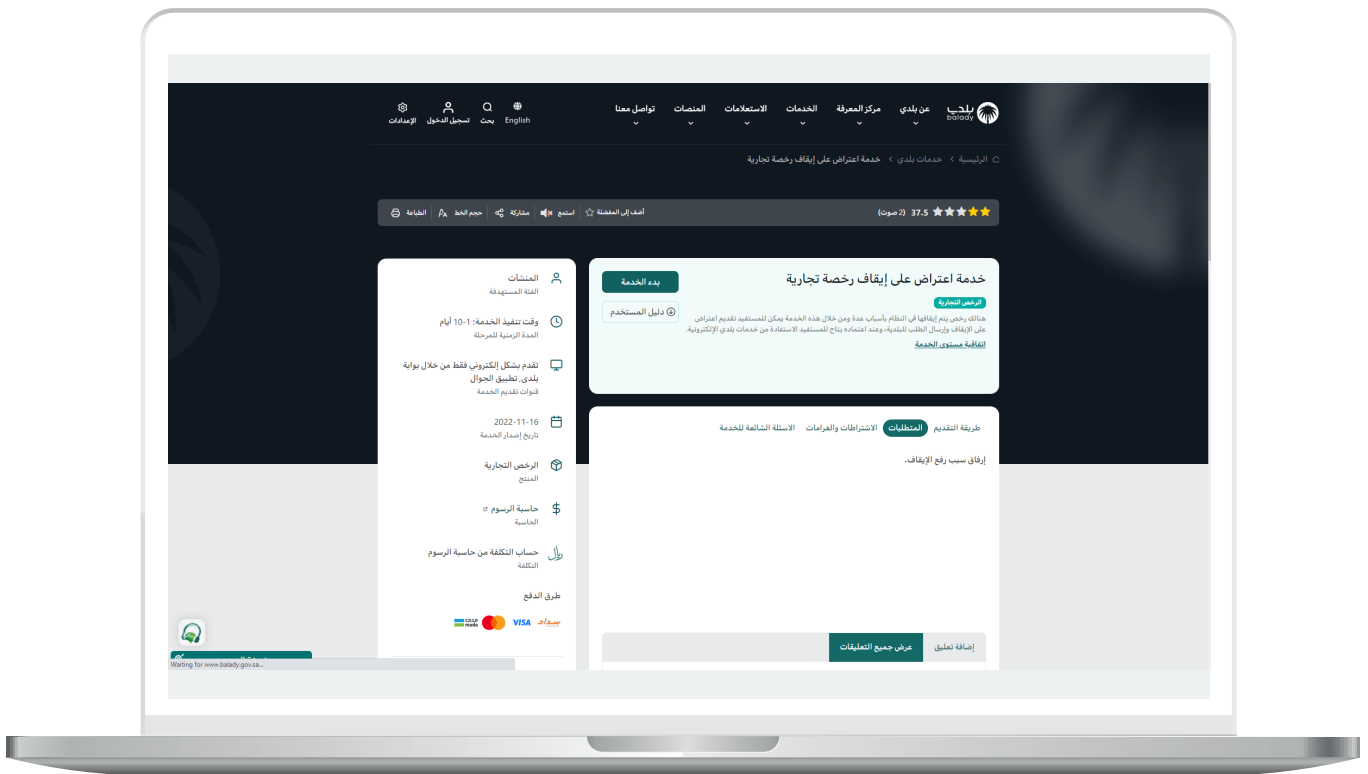 بلدي
balady
عن بلدي
مركز المعرفة
الخدمات
الاستعلامات
المنصات
تواصل معنا
English
بحث
تسجيل الدخول
الإعدادات
الرئيسية > خدمات بلدي > خدمة اعتراض على إيقاف رخصة تجارية
37.5 (2 صوت)
أضف إلى المفضلة
استمع
مشاركة
حجم الخط
الطباعة
خدمة اعتراض على إيقاف رخصة تجارية
الرخص التجارية
هنالك رخص يتم إيقافها في النظام بأسباب عدة ومن خلال هذه الخدمة يمكن للمستفيد تقديم اعتراض
على الإيقاف وإرسال الطلب للبلدية، وعند اعتماده يتاح للمستفيد الاستفادة من خدمات بلدي الإلكترونية.
اتفاقية مستوى الخدمة
بدء الخدمة
دليل المستخدم
طريقة التقديم
المتطلبات
الاشتراطات والغرامات
الاسئلة الشائعة للخدمة
إرفاق سبب رفع الإيقاف.
إضافة تعليق
عرض جميع التعليقات
المنشآت
الفئة المستهدفة
وقت تنفيذ الخدمة: 1-10 أيام
المدة الزمنية للمرحلة
تقدم بشكل إلكتروني فقط من خلال بوابة
بلدي, تطبيق الجوال
قنوات تقديم الخدمة
2022-11-16
تاريخ إصدار الخدمة
الرخص التجارية
المنتج
حاسبة الرسوم
الحاسبة
حساب التكلفة من حاسبة الرسوم
التكلفة
طرق الدفع
سداد
VISA
مدى
mada
Waiting for www.balady.gov.sa...